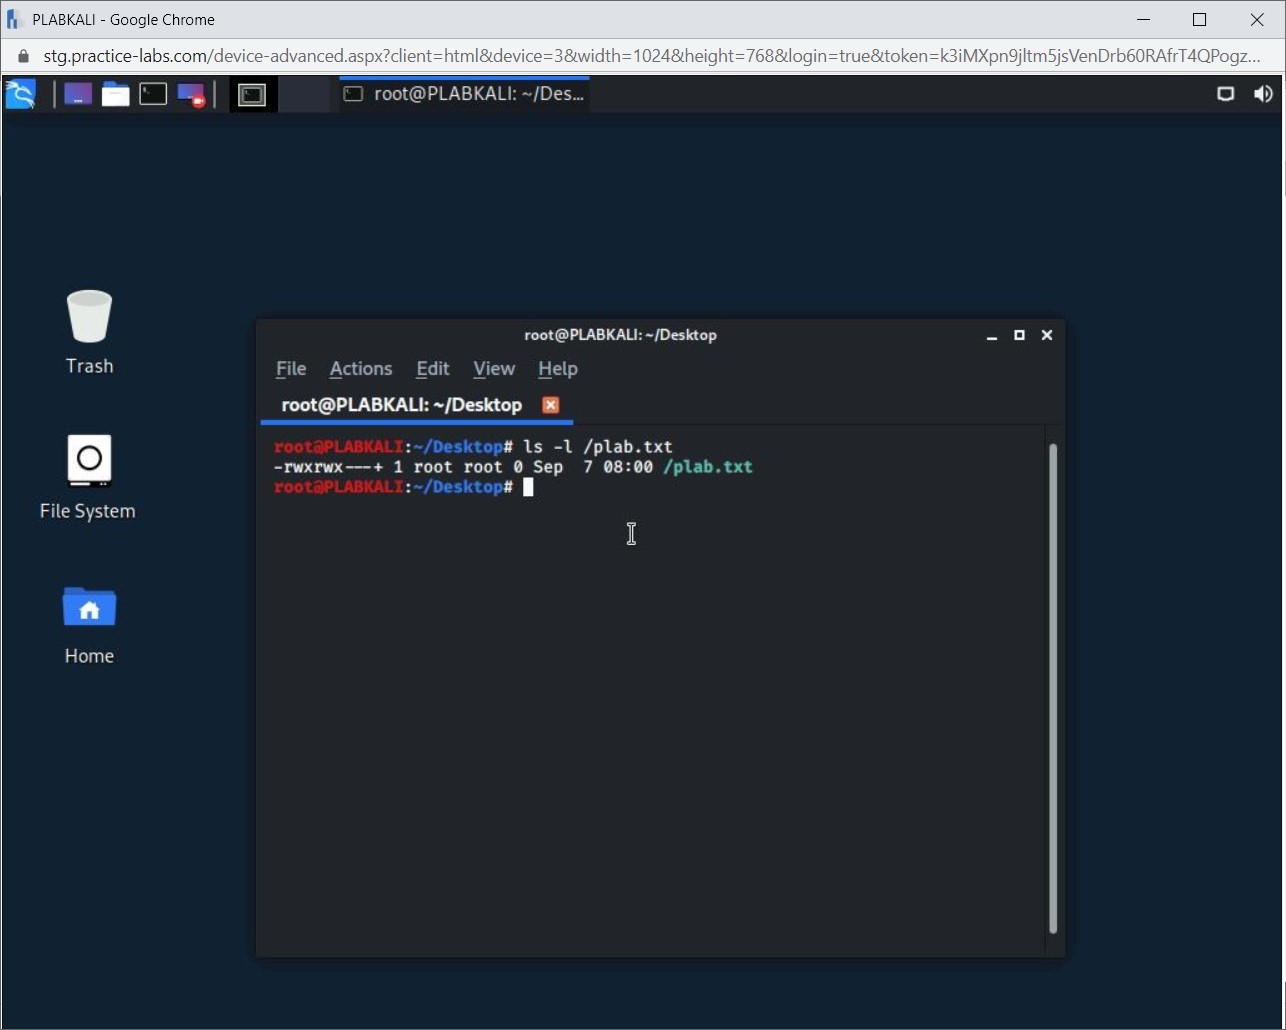 PLABKALI - Google Chrome
stg.practice-labs.com/device-advanced.aspx?client=html&device=3&width=1024&height=768&login=true&token=k3iMXpn9jltm5jsVenDrb60RAfrT4QPogz...
root@PLABKALI: ~/Des...
Trash
File System
Home
root@PLABKALI: ~/Desktop
File Actions Edit View Help
root@PLABKALI: ~/Desktop
root@PLABKALI:~/Desktop# ls -l /plab.txt
-rwxrwx---+ 1 root root 0 Sep  7 08:00 /plab.txt
root@PLABKALI:~/Desktop#